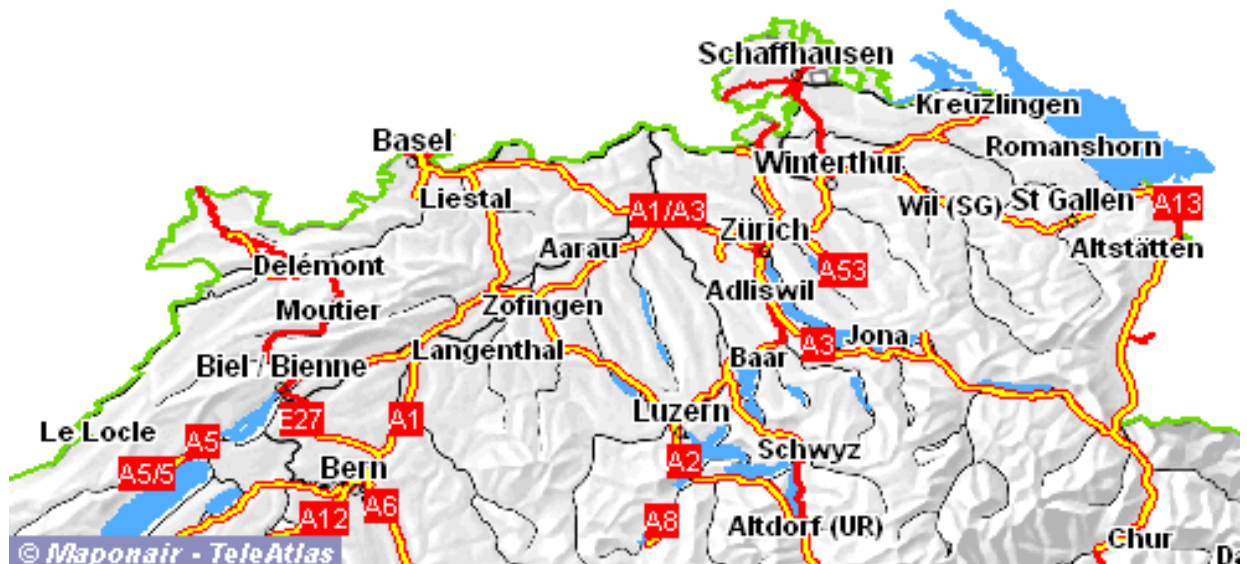 Schaffhausen
Kreuzlingen
Basel
Romanshorn
Winterthur
Liestal
Wil (SG)
St Gallen
A13
A1/A3
Zürich
Aarau
Altstätten
Delémont
A53
Adliswil
Moutier
Zofingen
A3
Jona
Langenthal
Baar
Biel / Bienne
Luzern
E27
A1
Le Locle
A5
Schwyz
A2
A5/5
Bern
A6
A12
A8
Altdorf (UR)
Chur
© Maponair - TeleAtlas